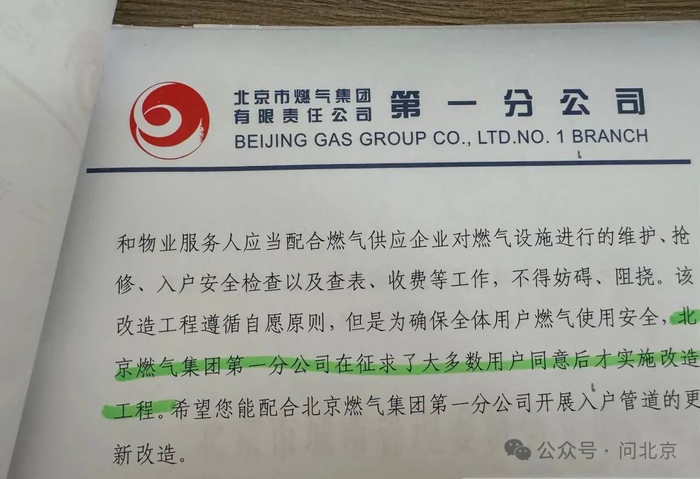 北京市燃气集团
有限责任公司
第一分公司
BEIJING GAS GROUP CO., LTD.NO. 1 BRANCH
和物业服务人应当配合燃气供应企业对燃气设施进行的维护、抢
修、入户安全检查以及查表、收费等工作，不得妨碍、阻挠。该
改造工程遵循自愿原则，但是为确保全体用户燃气使用安全，北
京燃气集团第一分公司在征求了大多数用户同意后才实施改造
工程。希望您能配合北京燃气集团第一分公司开展入户管道的更
新改造。
公众号·问北京